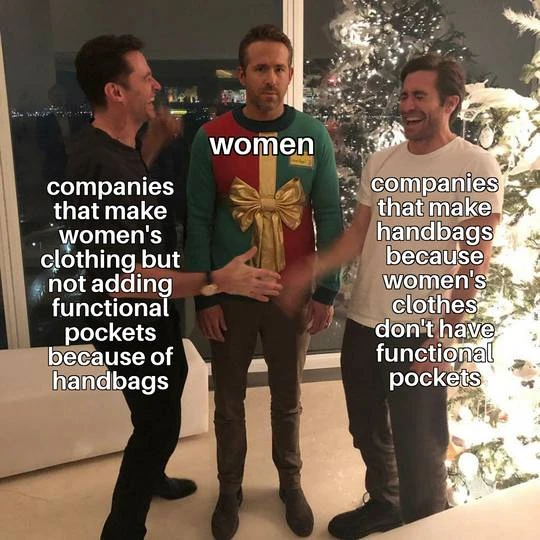 women
companies
that make
women's
clothing but
not adding
functional
pockets
because of
handbags
companies
that make
handbags
because
women's
clothes
don't have
functional
pockets